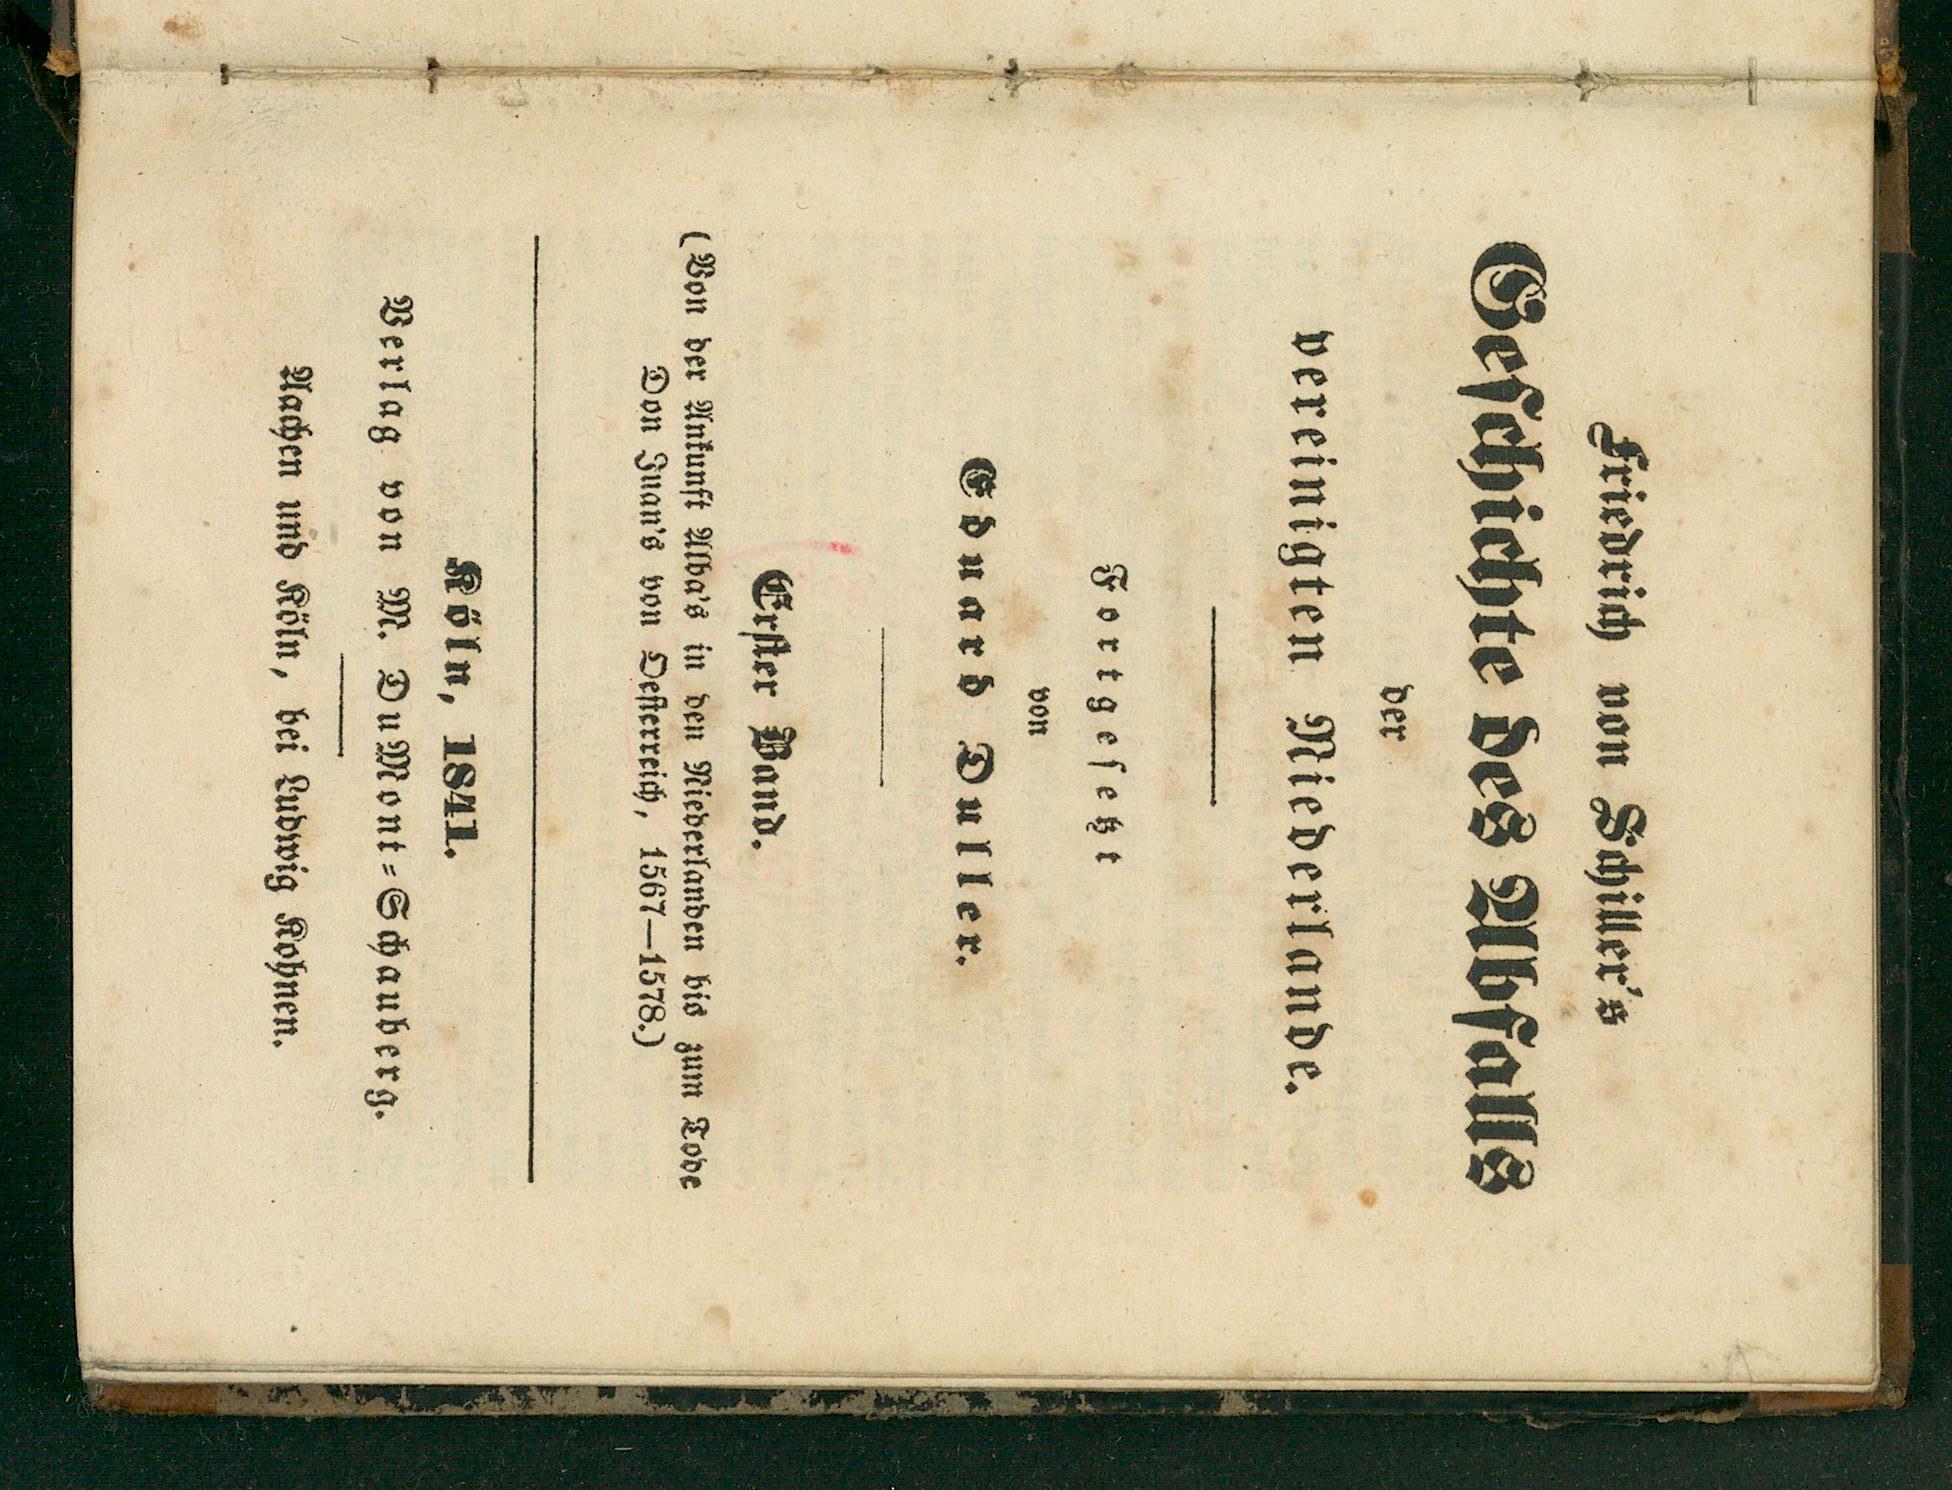 Friedrich von Schiller's
Geschichte des Abfalls
der
vereinigten Niederlande.
Fortgesetzt
von
Eduard Duller.
Erster Band.
(Von der Ankunft Alba's in den Niederlanden bis zum Tode
Don Juan's von Oesterreich, 1567—1578.)
Köln, 1841.
Verlag von M. DuMont-Schauberg.
Aachen und Köln, bei Ludwig Kohnen.